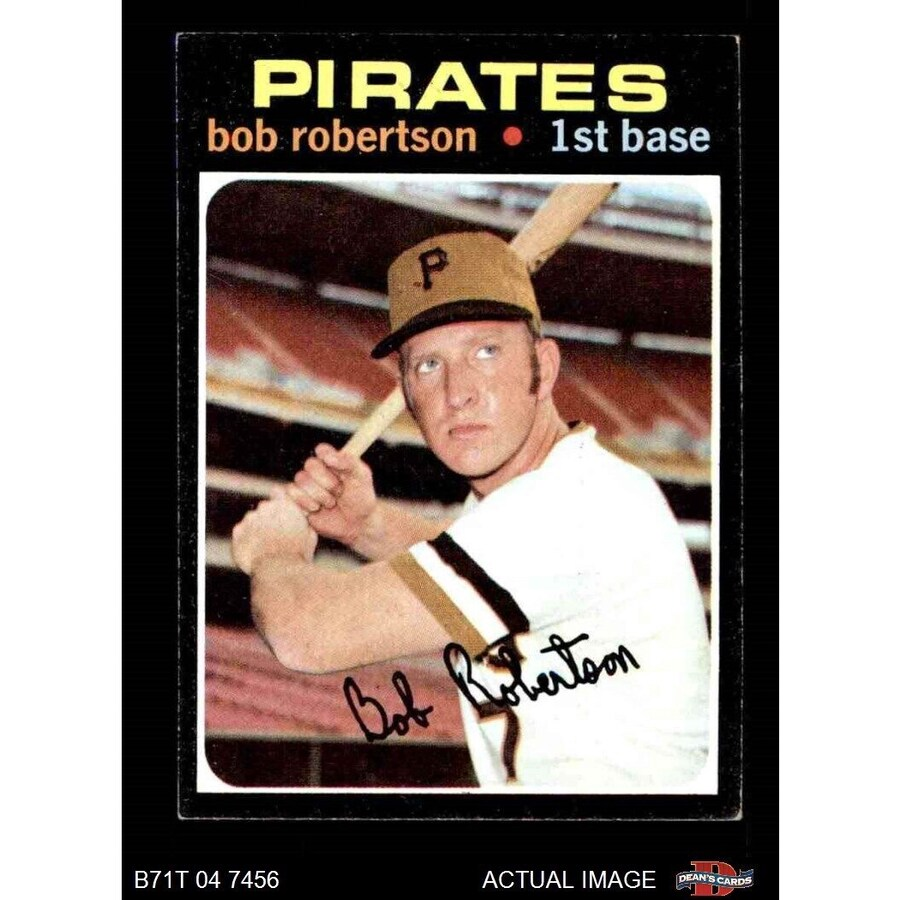 PIRATES
bob robertson • 1st base
P
Bob Robertson
B71T 04 7456
ACTUAL IMAGE
D
DEAN'S CARDS